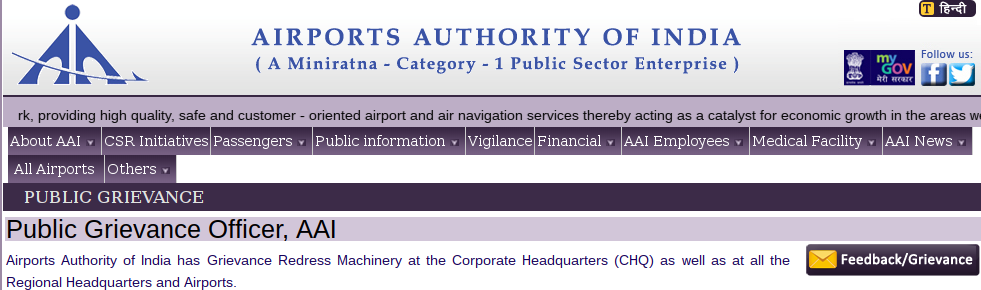 T हिन्दी
AIRPORTS AUTHORITY OF INDIA
( A Miniratna - Category - 1 Public Sector Enterprise )
Follow us:
my
GOV
मेरी सरकार
rk, providing high quality, safe and customer - oriented airport and air navigation services thereby acting as a catalyst for economic growth in the areas we
About AAI CSR Initiatives Passengers Public information Vigilance Financial AAI Employees Medical Facility AAI News
All Airports Others
PUBLIC GRIEVANCE
Public Grievance Officer, AAI
Airports Authority of India has Grievance Redress Machinery at the Corporate Headquarters (CHQ) as well as at all the
Regional Headquarters and Airports.
Feedback/Grievance